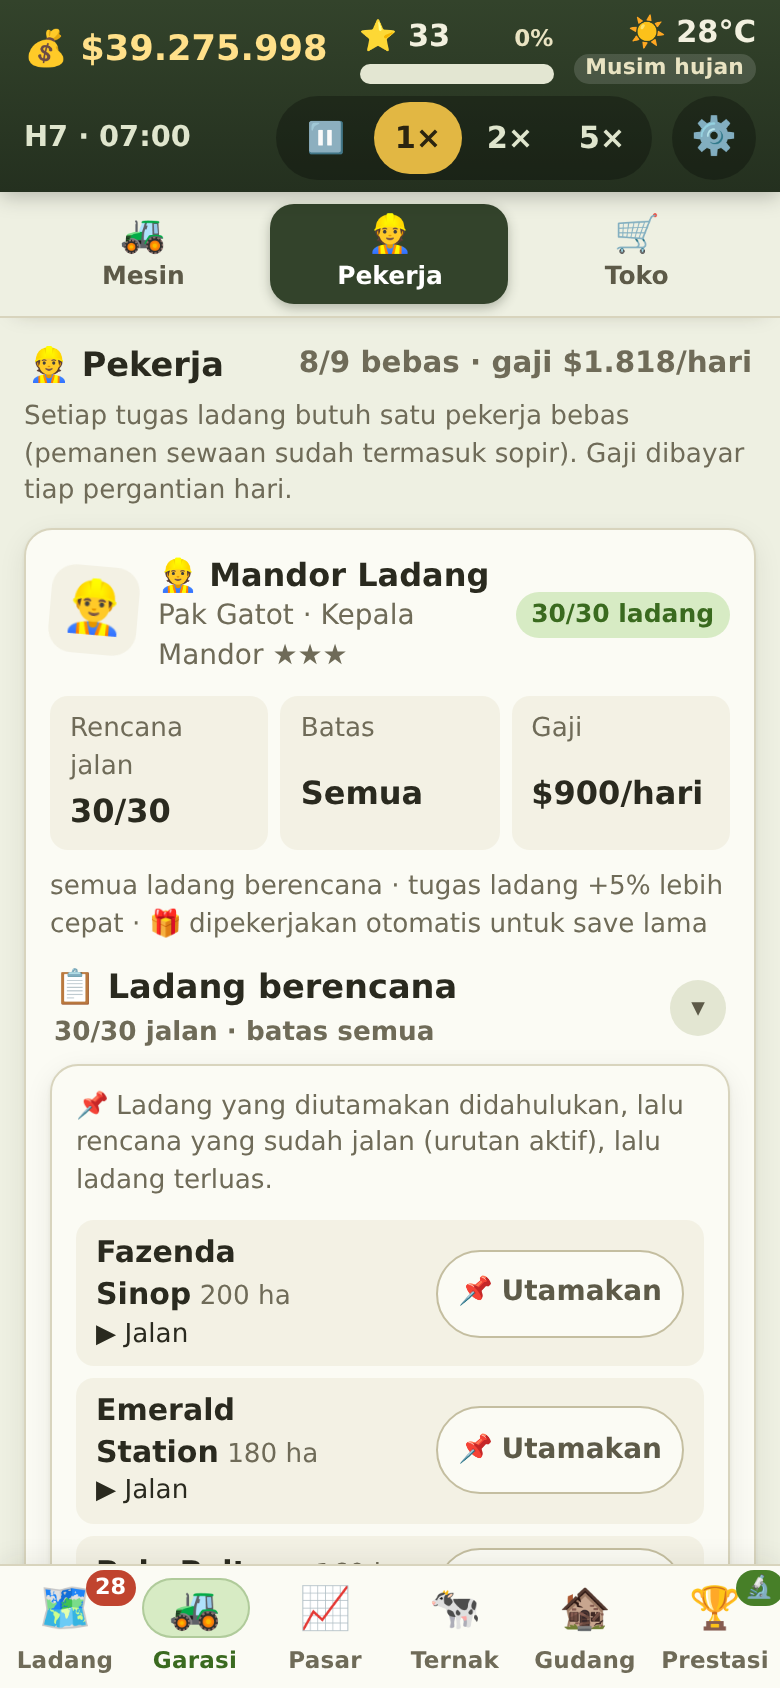 $39.275.998
33
0%
28°C
Musim hujan
H7 · 07:00
1×
2×
5×
Mesin
Pekerja
Toko
Pekerja
8/9 bebas · gaji $1.818/hari
Setiap tugas ladang butuh satu pekerja bebas
(pemanen sewaan sudah termasuk sopir). Gaji dibayar
tiap pergantian hari.
Mandor Ladang
Pak Gatot · Kepala
Mandor ★★★
30/30 ladang
Rencana
jalan
30/30
Batas
Semua
Gaji
$900/hari
semua ladang berencana · tugas ladang +5% lebih
cepat · 🎁 dipekerjakan otomatis untuk save lama
Ladang berencana
30/30 jalan · batas semua
▼
📌 Ladang yang diutamakan didahulukan, lalu
rencana yang sudah jalan (urutan aktif), lalu
ladang terluas.
Fazenda
Sinop 200 ha
▶ Jalan
📌 Utamakan
Emerald
Station 180 ha
▶ Jalan
📌 Utamakan
28
Ladang
Garasi
Pasar
Ternak
Gudang
Prestasi